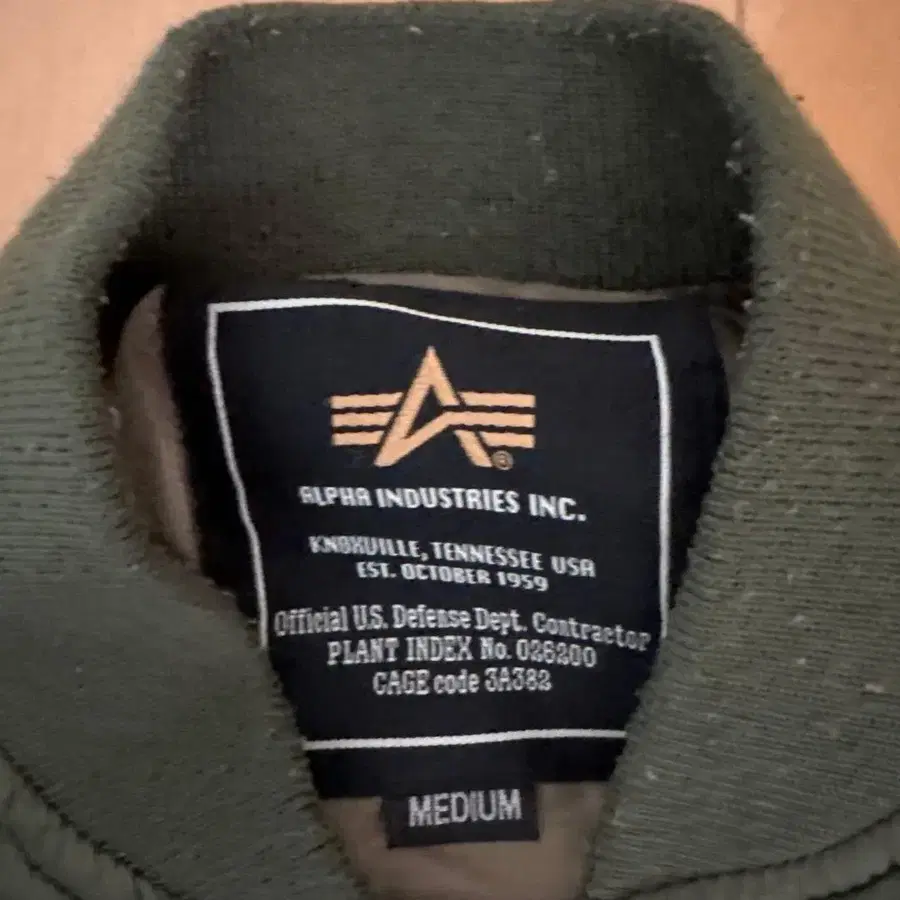 ®
ALPHA INDUSTRIES INC.
KNOXVILLE, TENNESSEE USA
EST. OCTOBER 1959
Official U.S. Defense Dept. Contractor
PLANT INDEX No. 026200
CAGE code 3A382
MEDIUM